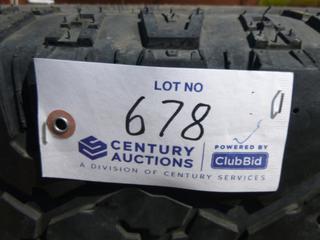 LOT NO
678
CENTURY AUCTIONS
POWERED BY
ClubBid
A DIVISION OF CENTURY SERVICES